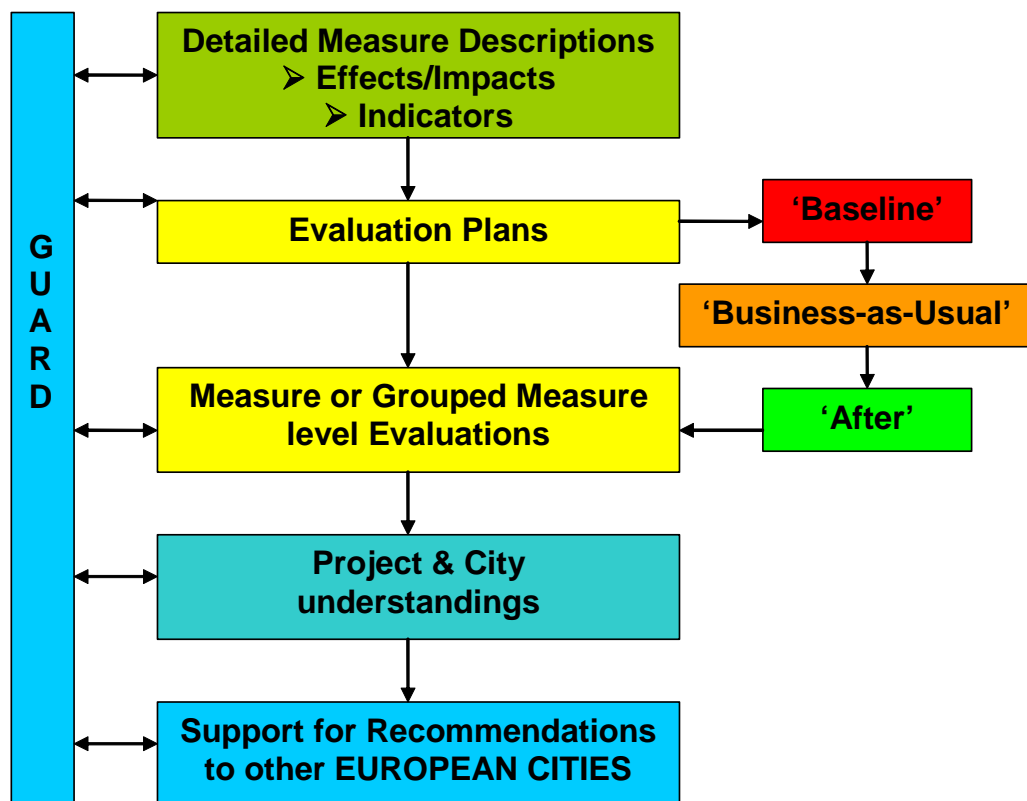 G
U
A
R
D
Detailed Measure Descriptions
➢ Effects/Impacts
➢ Indicators
Evaluation Plans
‘Baseline’
‘Business-as-Usual’
‘After’
Measure or Grouped Measure
level Evaluations
Project & City
understandings
Support for Recommendations
to other EUROPEAN CITIES